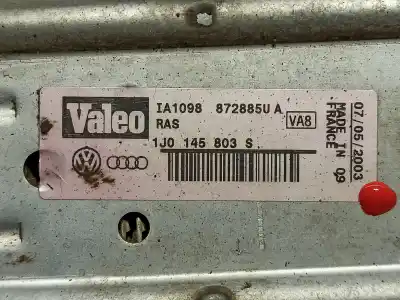 Valeo
IA1098 872885U A
RAS
VA8
1J0 145 803 S
07/05/2003
MADE IN 09
FRANCE